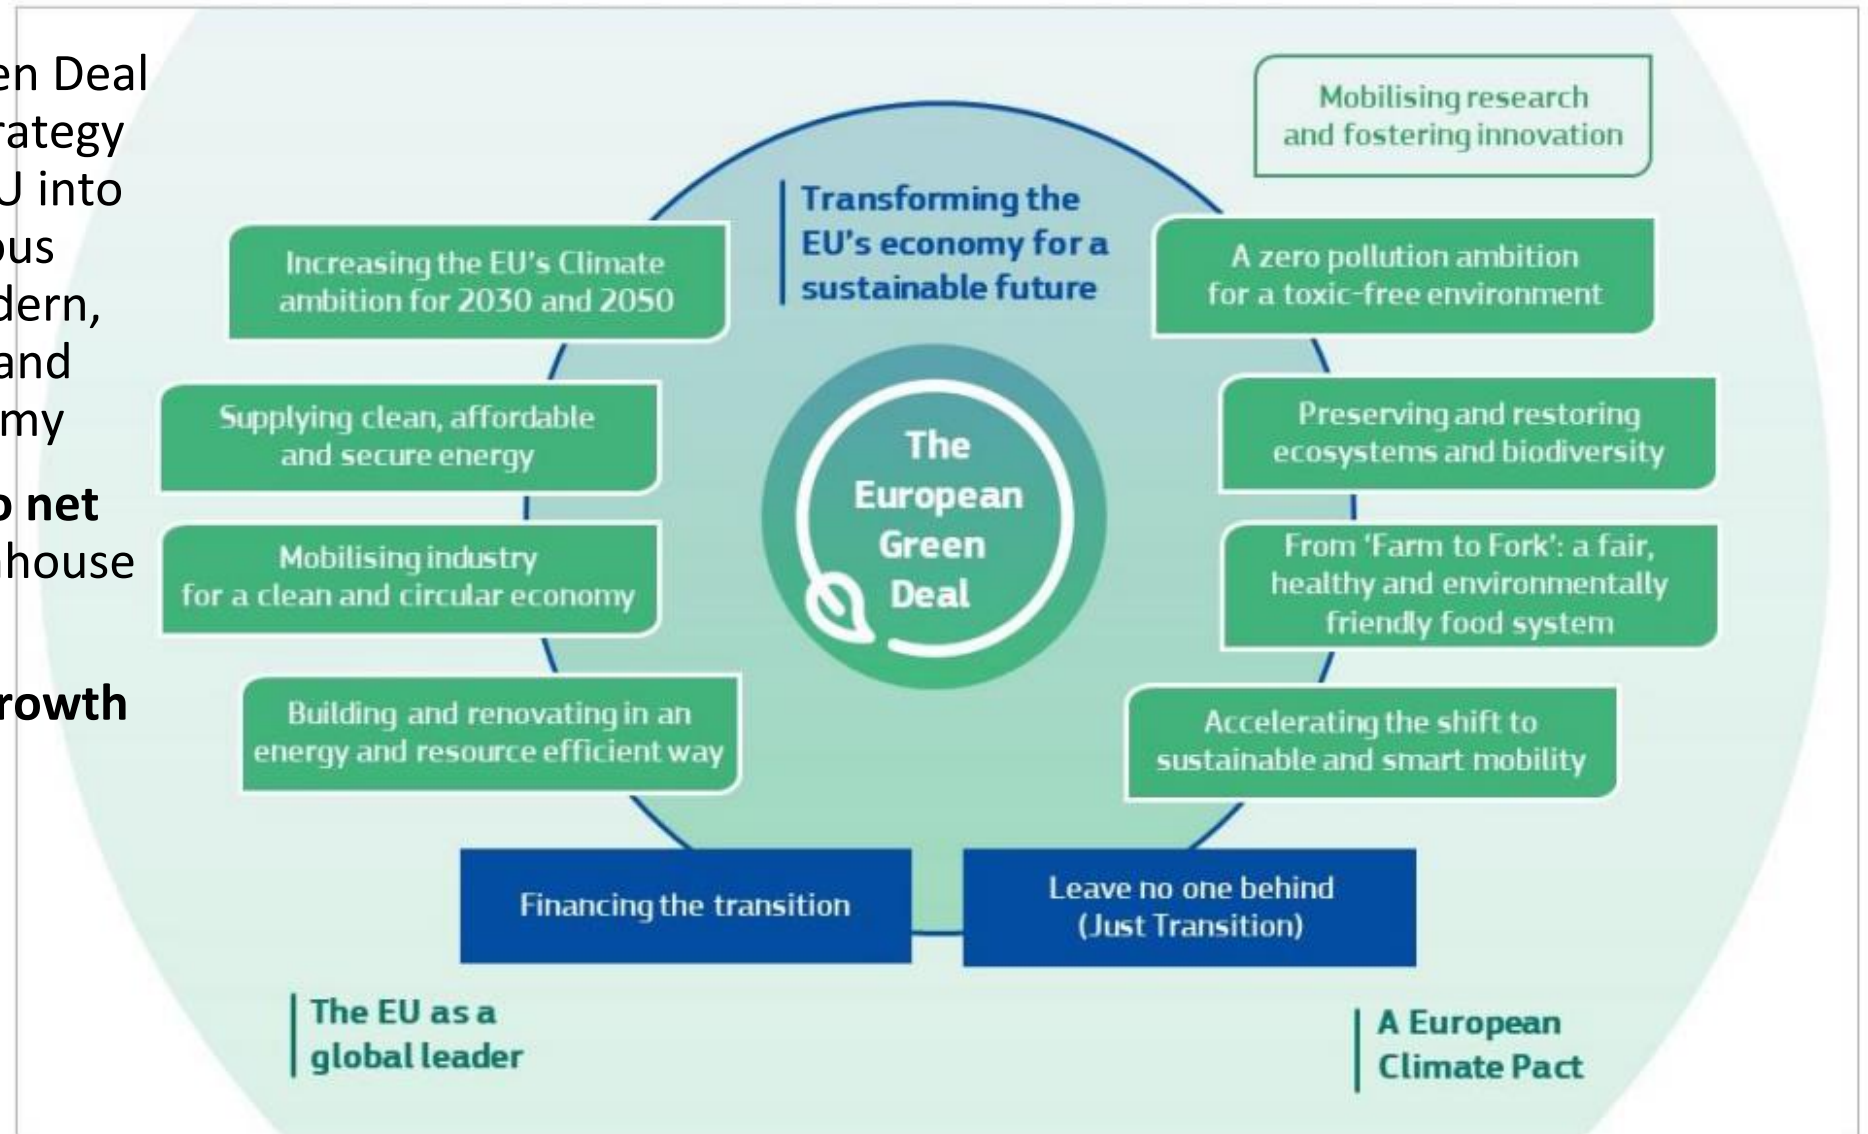 en Deal
rategy
U into
ous
dern,
and
my
o net
house
rowth
Mobilising research
and fostering innovation
Transforming the
EU's economy for a
sustainable future
Increasing the EU's Climate
ambition for 2030 and 2050
A zero pollution ambition
for a toxic-free environment
Supplying clean, affordable
and secure energy
Preserving and restoring
ecosystems and biodiversity
The
European
Green
Deal
Mobilising industry
for a clean and circular economy
From 'Farm to Fork': a fair,
healthy and environmentally
friendly food system
Building and renovating in an
energy and resource efficient way
Accelerating the shift to
sustainable and smart mobility
Financing the transition
Leave no one behind
(Just Transition)
The EU as a
global leader
A European
Climate Pact